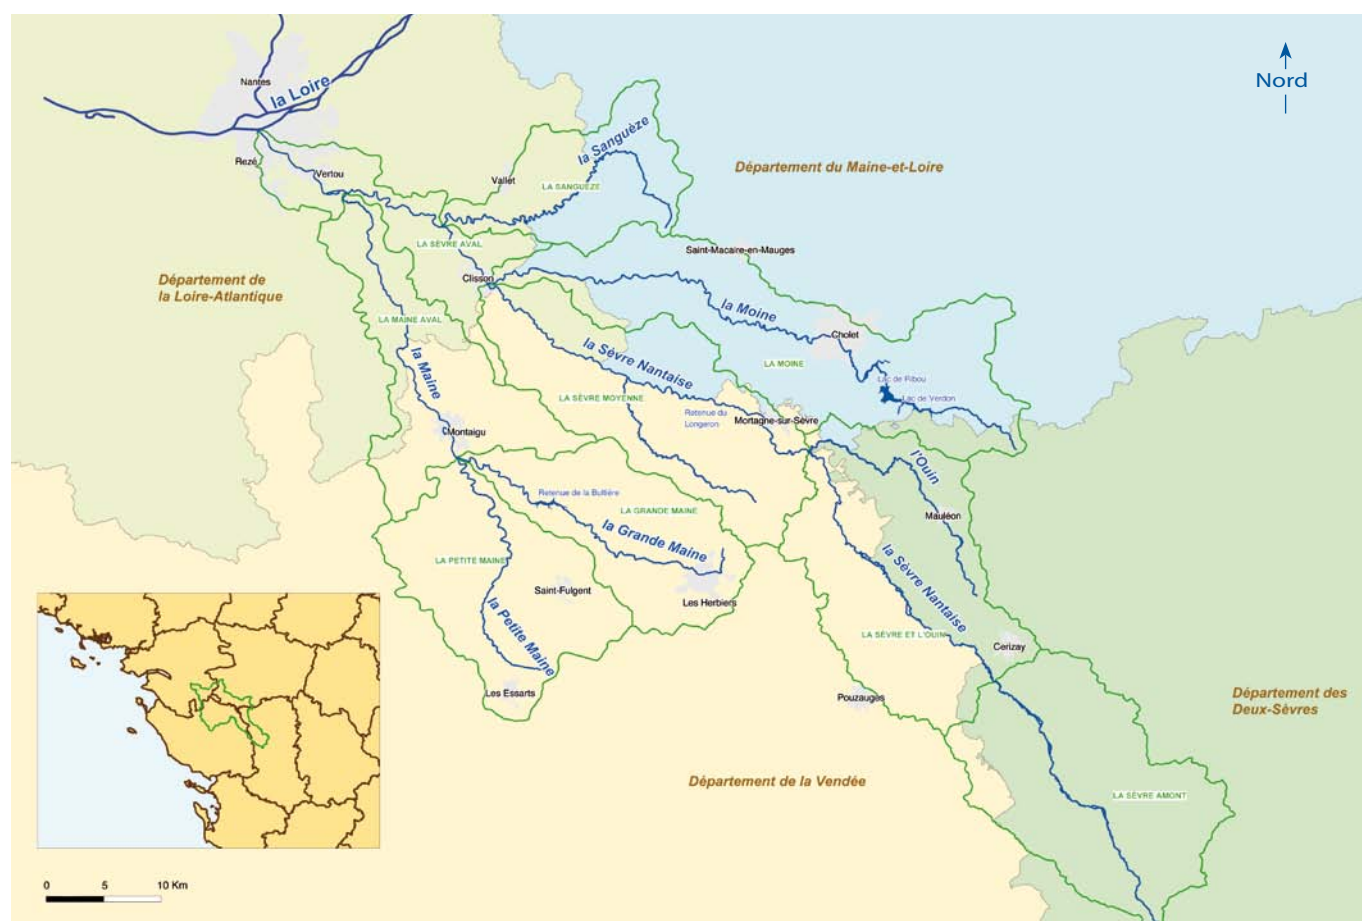 Nord
Nantes
la Loire
Rezé
Vertou
Vallet
la Sanguèze
LA SANGUÈZE
Département du Maine-et-Loire
LA SÈVRE AVAL
Saint-Macaire-en-Mauges
Département de
la Loire-Atlantique
Clisson
la Moine
LA MAINE AVAL
Cholet
la Maine
la Sèvre Nantaise
LA MOINE
Lac de Ribou
Lac de Verdon
LA SÈVRE MOYENNE
Retenue du
Longeron
Mortagne-sur-Sèvre
Montaigu
l'Ouin
Retenue de la Bultière
LA GRANDE MAINE
Mauléon
la Grande Maine
LA PETITE MAINE
la Sèvre Nantaise
Saint-Fulgent
Les Herbiers
la Petite Maine
LA SÈVRE ET L'OUIN
Cerizay
Les Essarts
Pouzauges
Département des
Deux-Sèvres
Département de la Vendée
LA SÈVRE AMONT
0 5 10 Km